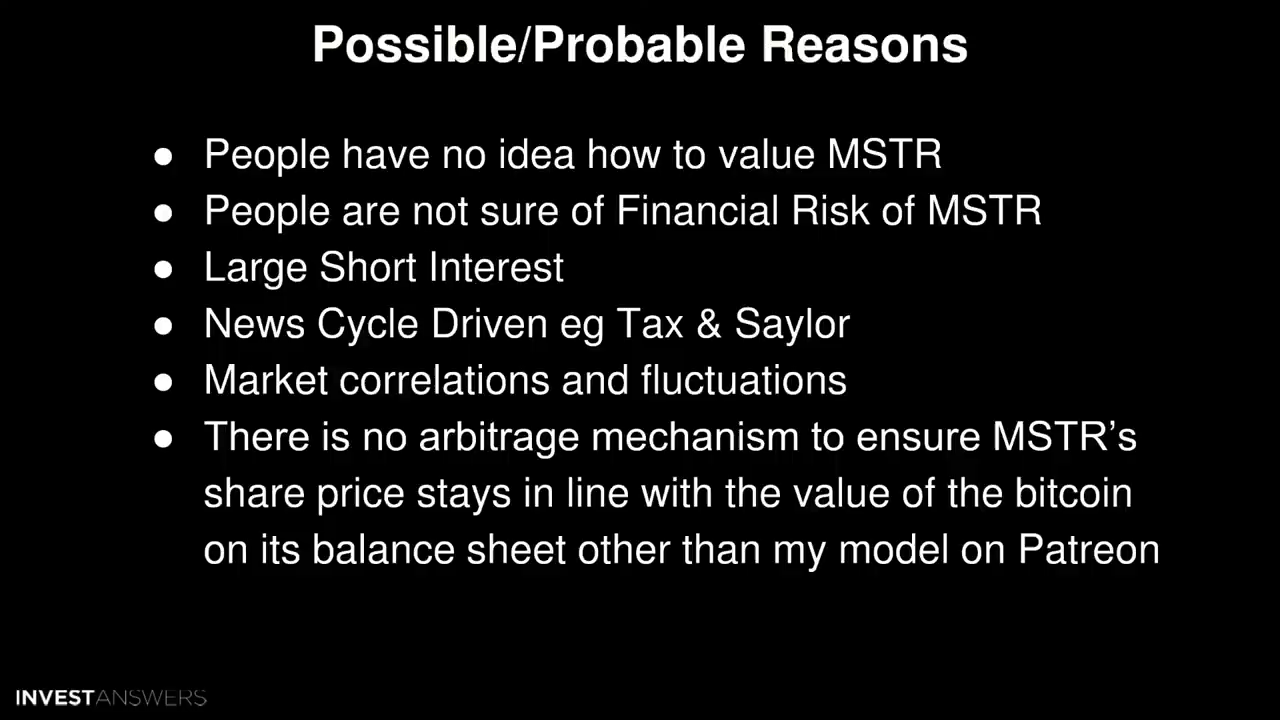 Possible/Probable Reasons
● People have no idea how to value MSTR
● People are not sure of Financial Risk of MSTR
● Large Short Interest
● News Cycle Driven eg Tax & Saylor
● Market correlations and fluctuations
● There is no arbitrage mechanism to ensure MSTR’s
share price stays in line with the value of the bitcoin
on its balance sheet other than my model on Patreon
INVESTANSWERS